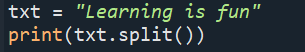 txt = "Learning is fun"
print(txt.split())